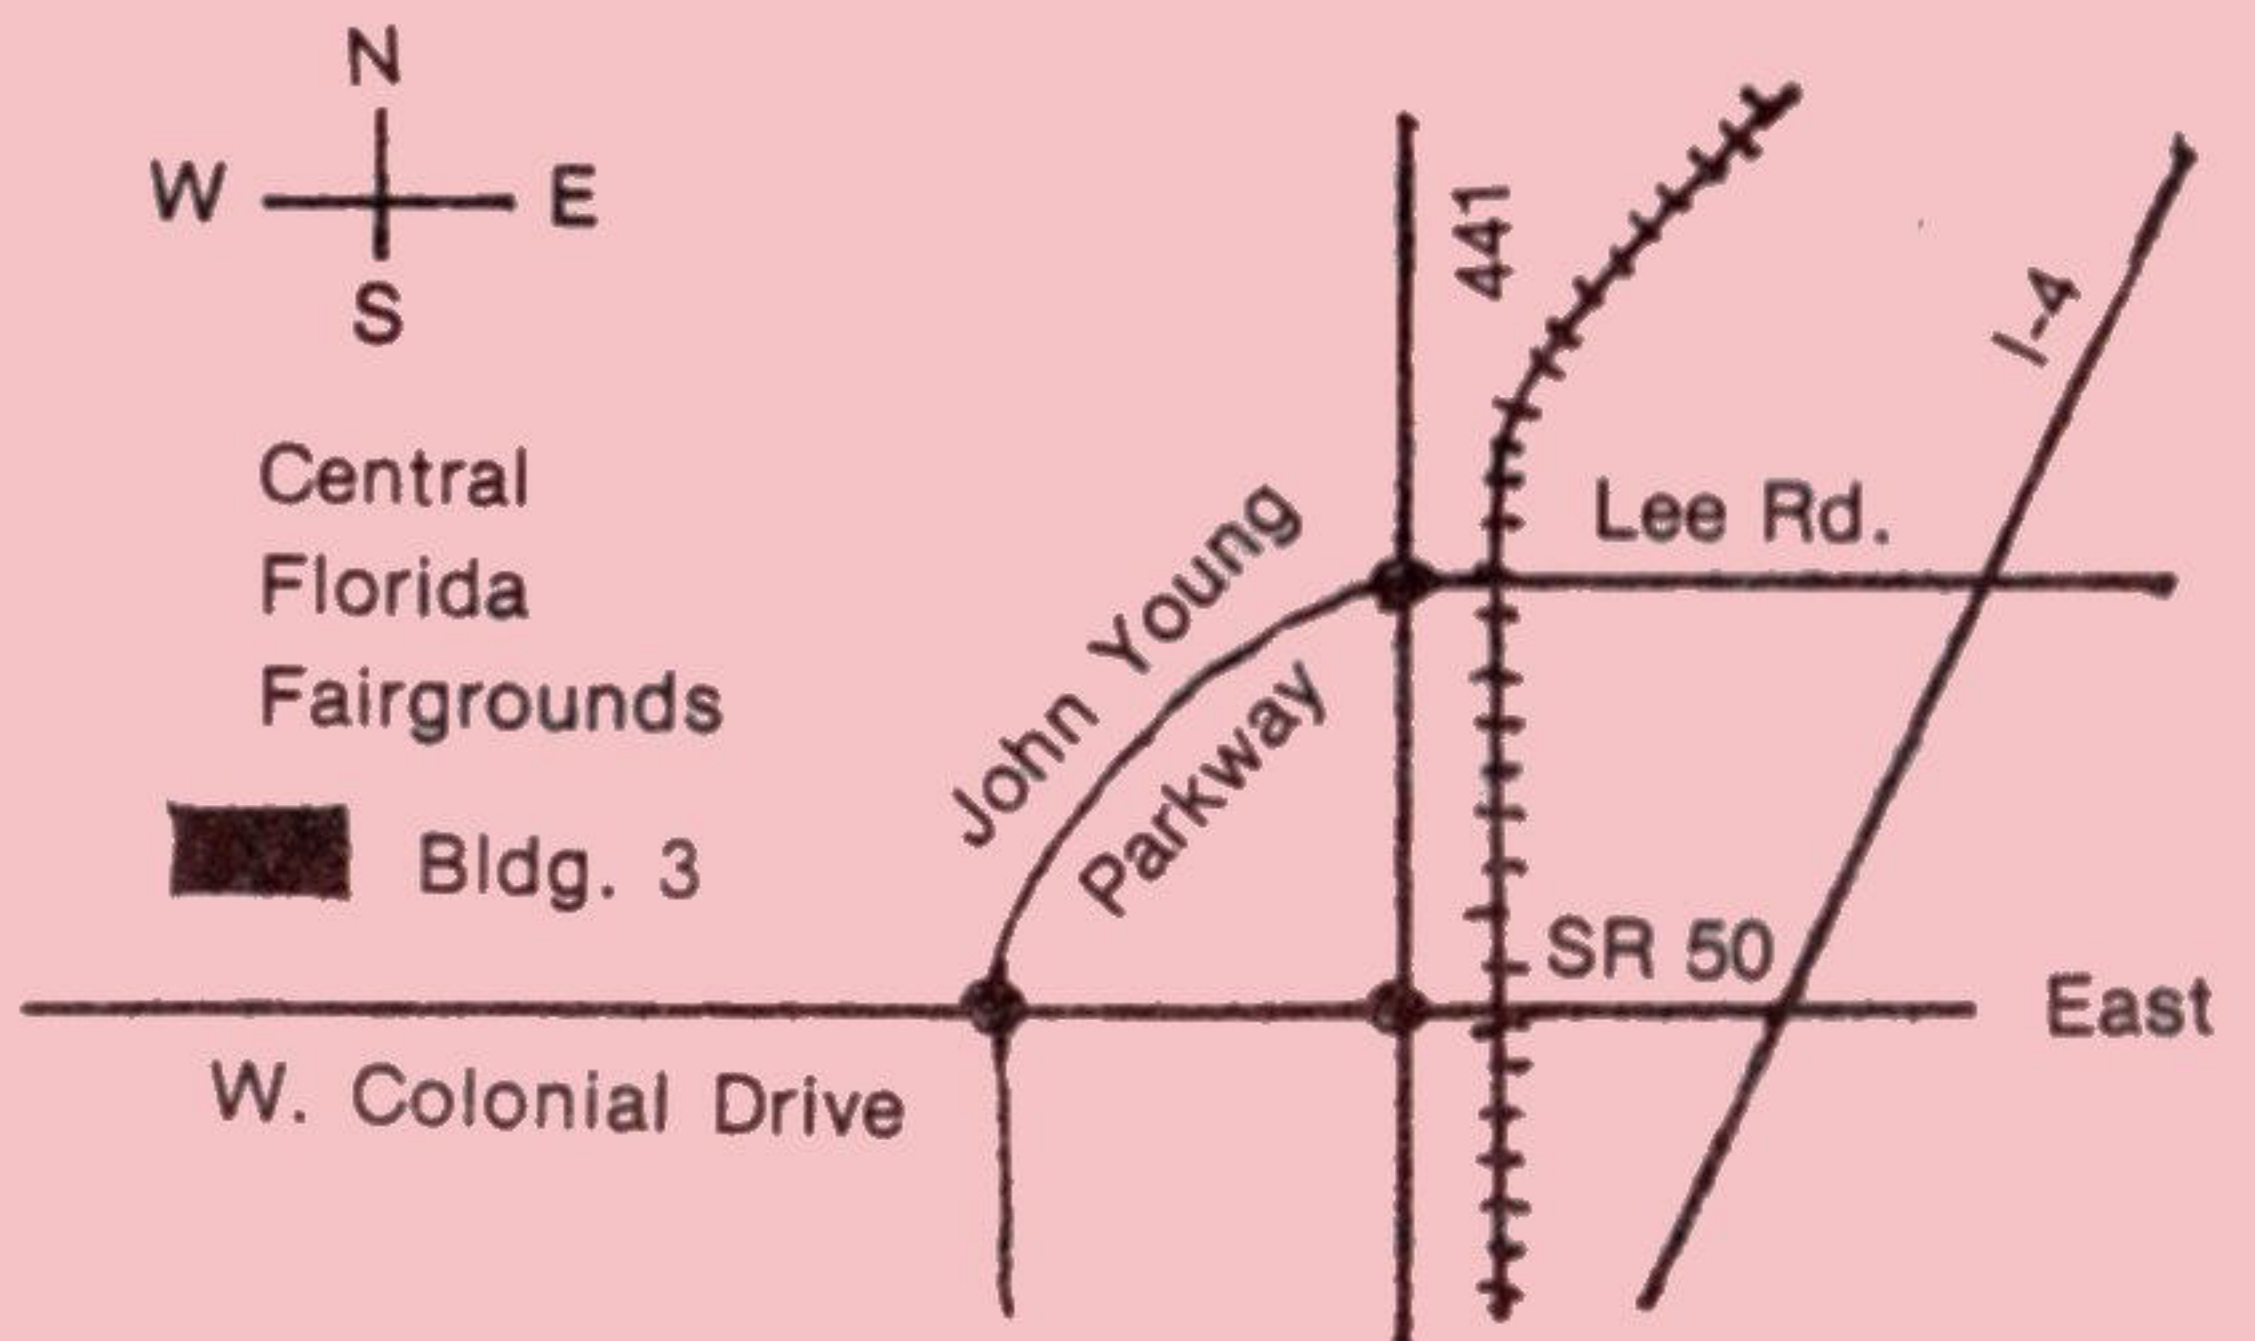 N
W E
S
441
I-4
Central
Florida
Fairgrounds
Lee Rd.
John Young
Parkway
Bldg. 3
SR 50
East
W. Colonial Drive